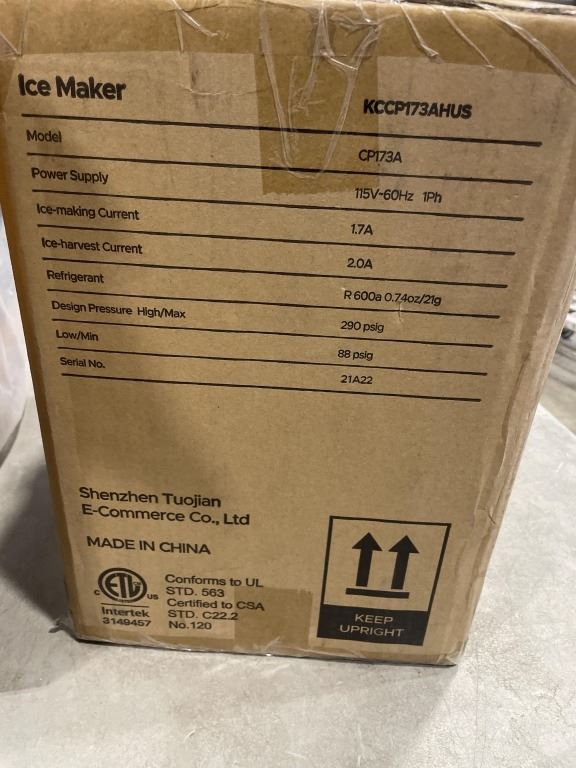 Ice Maker KCCP173AHUS
Model CP173A
Power Supply 115V~60Hz 1Ph
Ice-making Current 1.7A
Ice-harvest Current 2.0A
Refrigerant R 600a 0.74oz/21g
Design Pressure High/Max 290 psig
Low/Min 88 psig
Serial No. 21A22
Shenzhen Tuojian
E-Commerce Co., Ltd
MADE IN CHINA
C ETL US
Intertek
3149457
Conforms to UL
STD. 563
Certified to CSA
STD. C22.2
No.120
KEEP
UPRIGHT